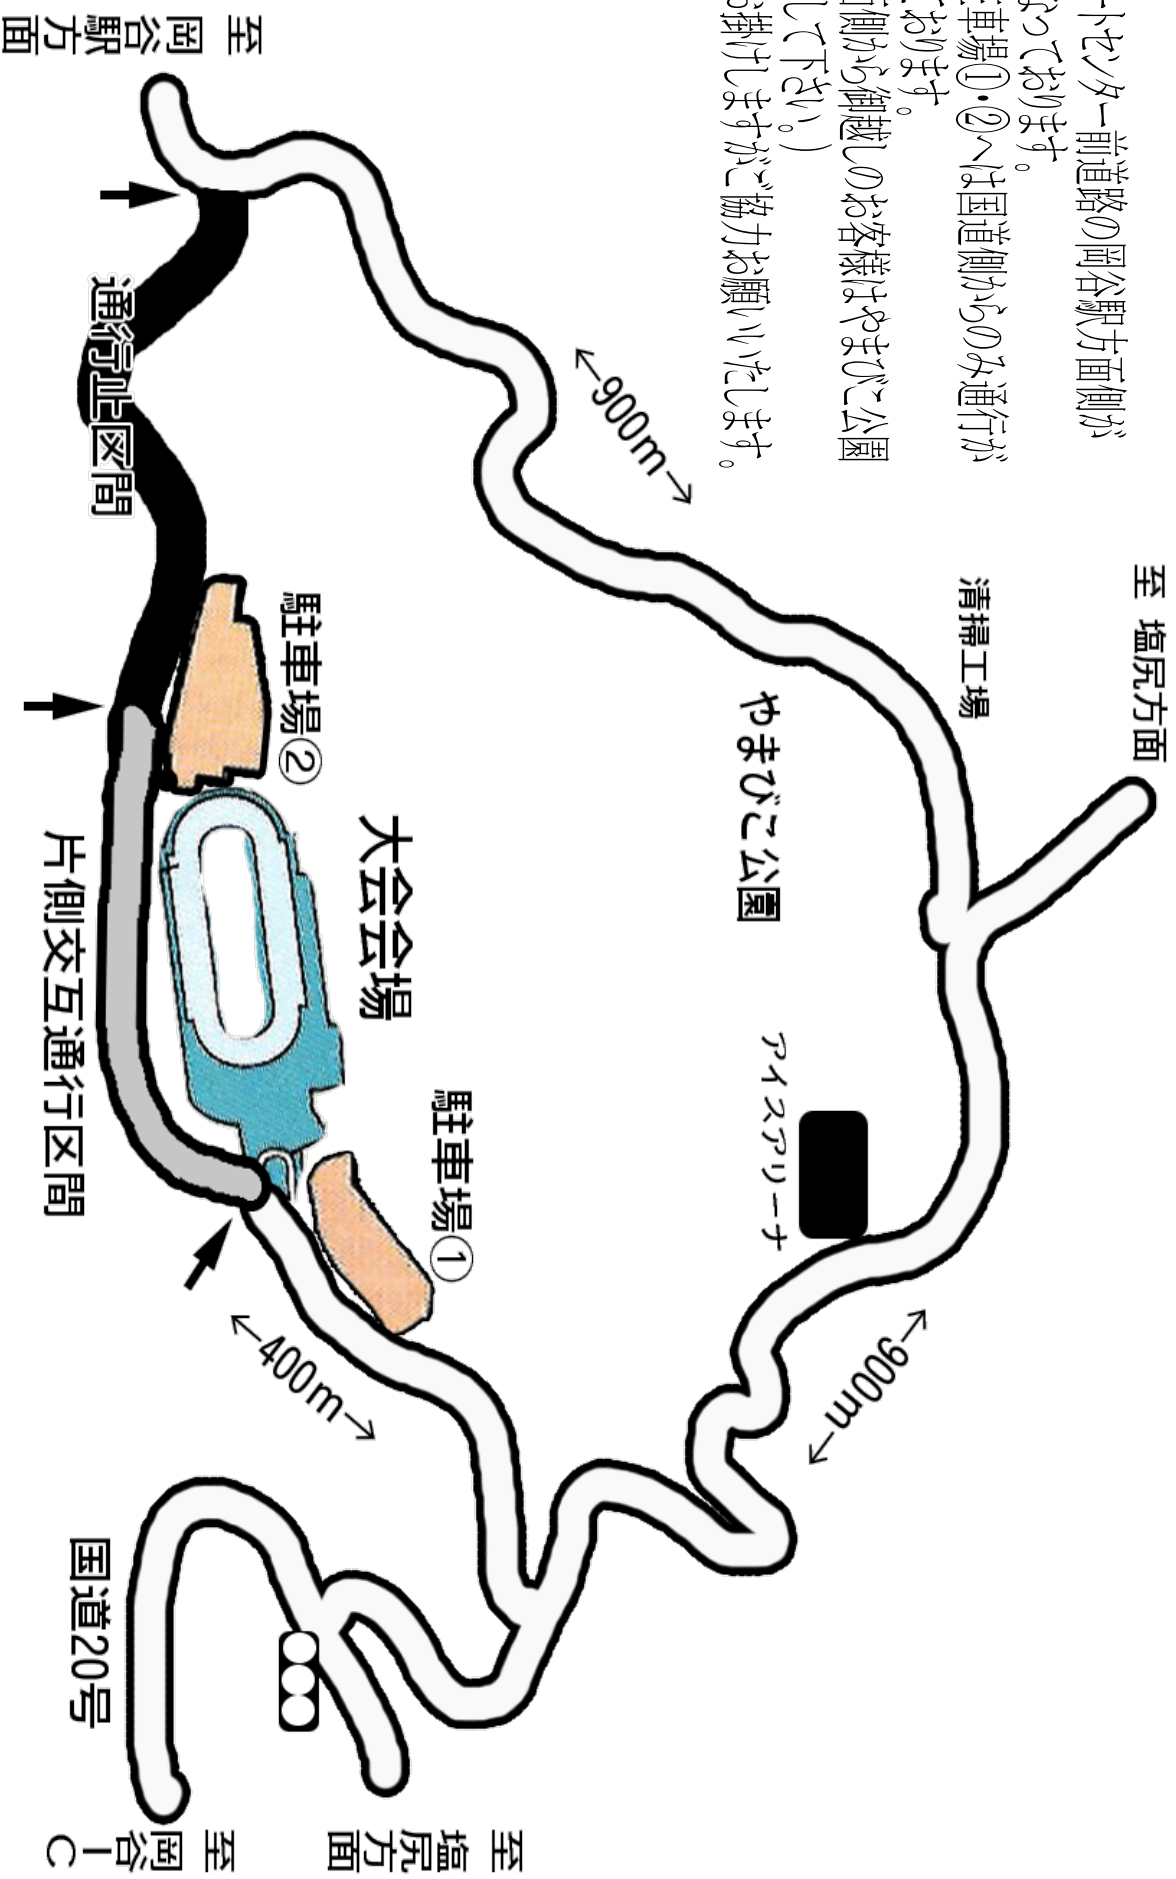 ートセンター前道路の岡谷駅方面側が
なっております。
車場①・②へは国道側からのみ通行が
おります。
側から御越しのお客様はやまびこ公園
して下さい。）
お掛けしますがご協力お願いいたします。
至 塩尻方面
清掃工場
←900m→
やまびこ公園
アイスアリーナ
←900m→
至 岡谷駅方面
通行止区間
駐車場②
大会会場
駐車場①
片側交互通行区間
←400m→
国道20号
至 塩尻方面
至 岡谷IC